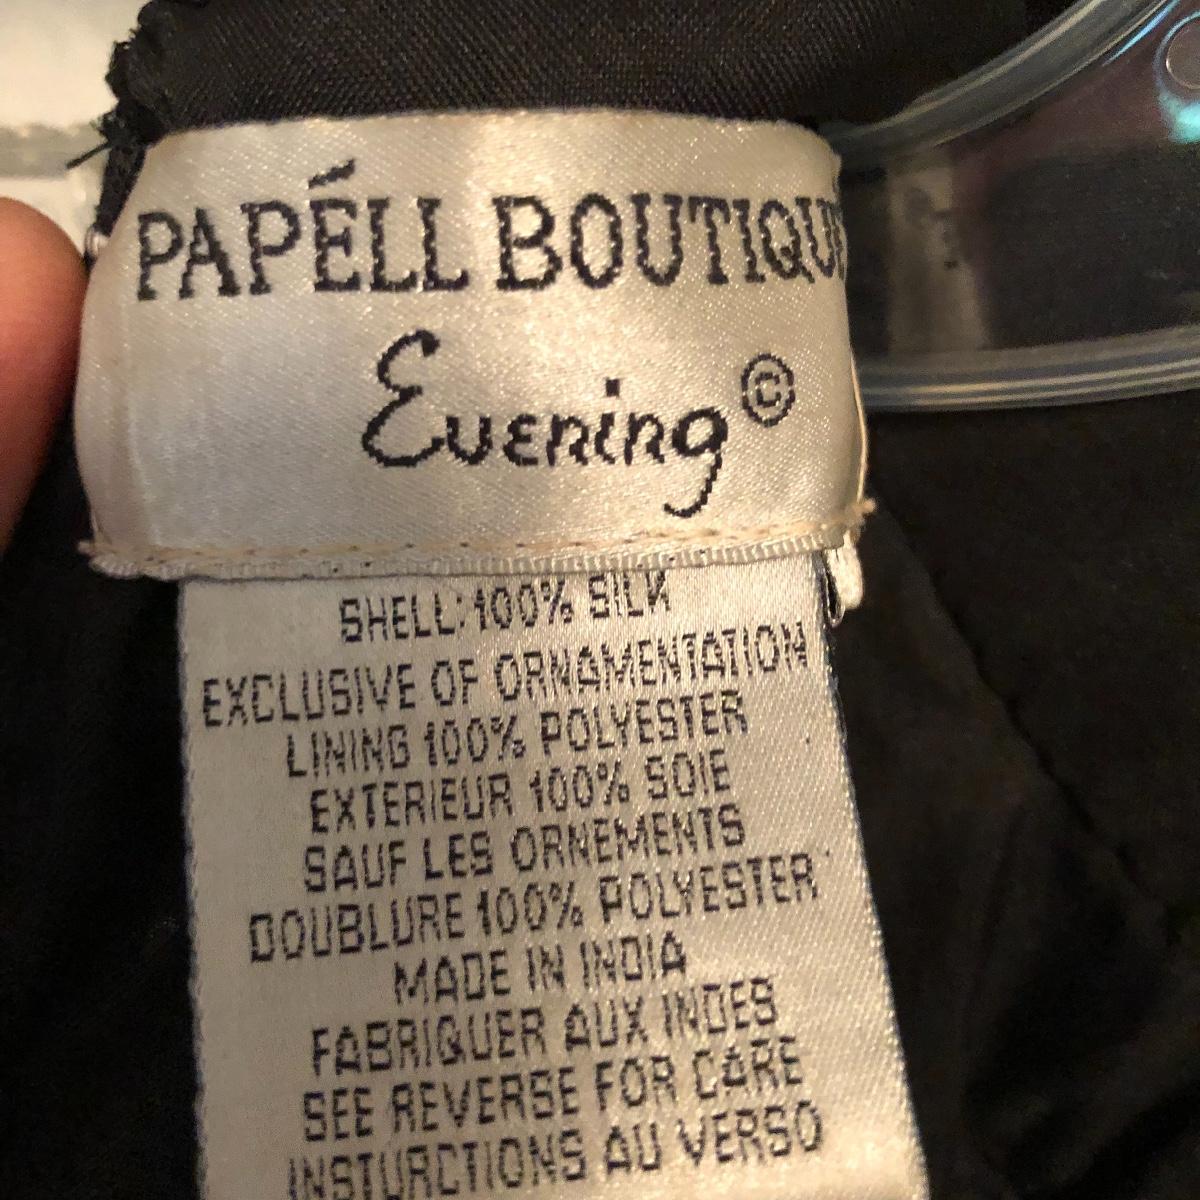 PAPÉLL BOUTIQUE
Evening©
SHELL: 100% SILK
EXCLUSIVE OF ORNAMENTATION
LINING 100% POLYESTER
EXTERIEUR 100% SOIE
SAUF LES ORNEMENTS
DOUBLURE 100% POLYESTER
MADE IN INDIA
FABRIQUER AUX INDES
SEE REVERSE FOR CARE
INSTURCTIONS AU VERSO